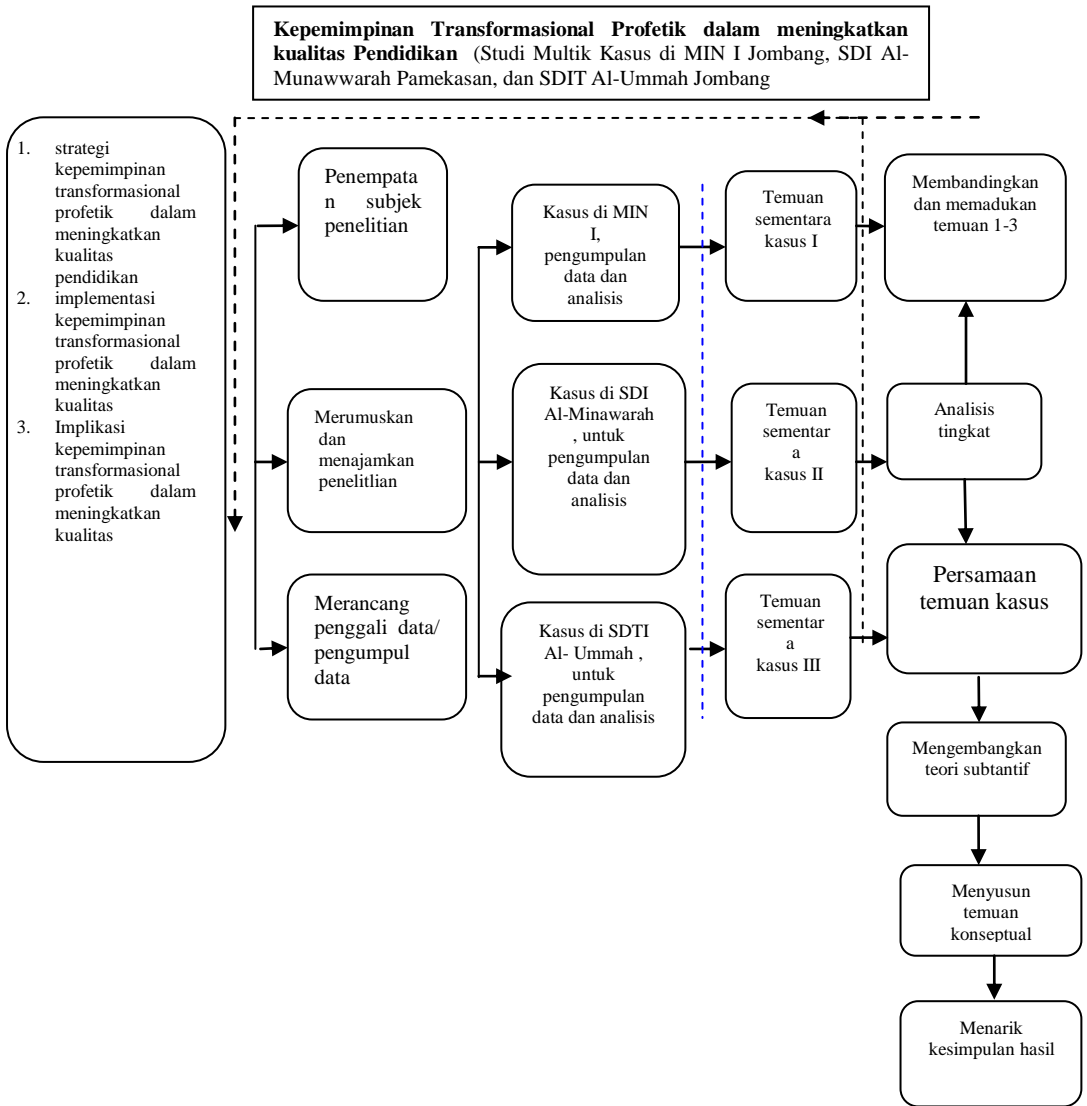 Kepemimpinan Transformasional Profetik dalam meningkatkan
kualitas Pendidikan (Studi Multik Kasus di MIN I Jombang, SDI Al-
Munawwarah Pamekasan, dan SDIT Al-Ummah Jombang
1. strategi
kepemimpinan
transformasional
profetik dalam
meningkatkan
kualitas
pendidikan
2. implementasi
kepemimpinan
transformasional
profetik dalam
meningkatkan
kualitas
3. Implikasi
kepemimpinan
transformasional
profetik dalam
meningkatkan
kualitas
Penempata
n subjek
penelitian
Merumuskan
dan
menajamkan
penelitlian
Merancang
penggali data/
pengumpul
data
Kasus di MIN
I,
pengumpulan
data dan
analisis
Kasus di SDI
Al-Minawarah
, untuk
pengumpulan
data dan
analisis
Kasus di SDTI
Al- Ummah ,
untuk
pengumpulan
data dan analisis
Temuan
sementara
kasus I
Temuan
sementar
a
kasus II
Temuan
sementar
a
kasus III
Membandingkan
dan memadukan
temuan 1-3
Analisis
tingkat
Persamaan
temuan kasus
Mengembangkan
teori subtantif
Menyusun
temuan
konseptual
Menarik
kesimpulan hasil